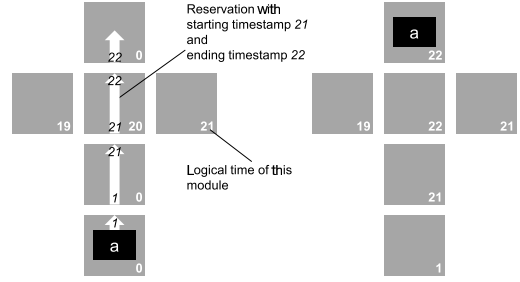 Reservation with
starting timestamp 21
and
ending timestamp 22
a
22
0
22
22
21
19
20
21
19
22
21
21
Logical time of this
module
1
0
21
1
a
0
1